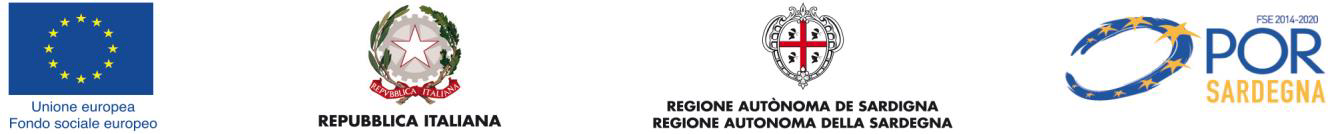 Unione europea
Fondo sociale europeo
REPVBBLICA ITALIANA
REPUBBLICA ITALIANA
REGIONE AUTÒNOMA DE SARDIGNA
REGIONE AUTONOMA DELLA SARDEGNA
FSE 2014-2020
POR
SARDEGNA